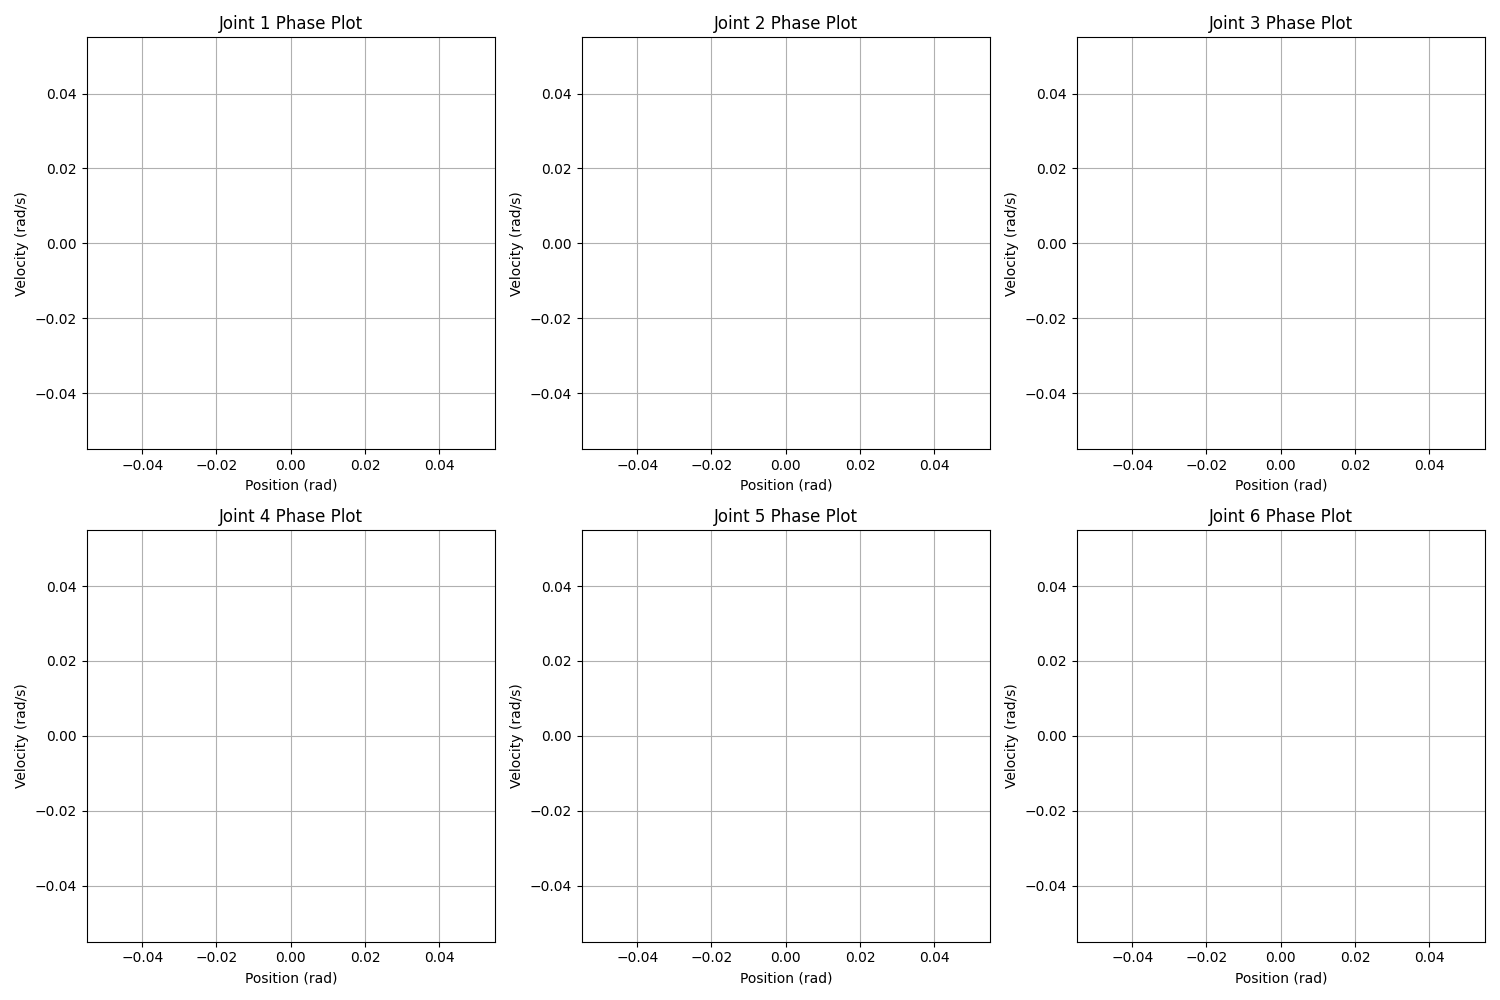 Joint 1 Phase Plot
0.04
0.02
0.00
−0.02
−0.04
Velocity (rad/s)
−0.04 −0.02 0.00 0.02 0.04
Position (rad)
Joint 2 Phase Plot
0.04
0.02
0.00
−0.02
−0.04
Velocity (rad/s)
−0.04 −0.02 0.00 0.02 0.04
Position (rad)
Joint 3 Phase Plot
0.04
0.02
0.00
−0.02
−0.04
Velocity (rad/s)
−0.04 −0.02 0.00 0.02 0.04
Position (rad)
Joint 4 Phase Plot
0.04
0.02
0.00
−0.02
−0.04
Velocity (rad/s)
−0.04 −0.02 0.00 0.02 0.04
Position (rad)
Joint 5 Phase Plot
0.04
0.02
0.00
−0.02
−0.04
Velocity (rad/s)
−0.04 −0.02 0.00 0.02 0.04
Position (rad)
Joint 6 Phase Plot
0.04
0.02
0.00
−0.02
−0.04
Velocity (rad/s)
−0.04 −0.02 0.00 0.02 0.04
Position (rad)